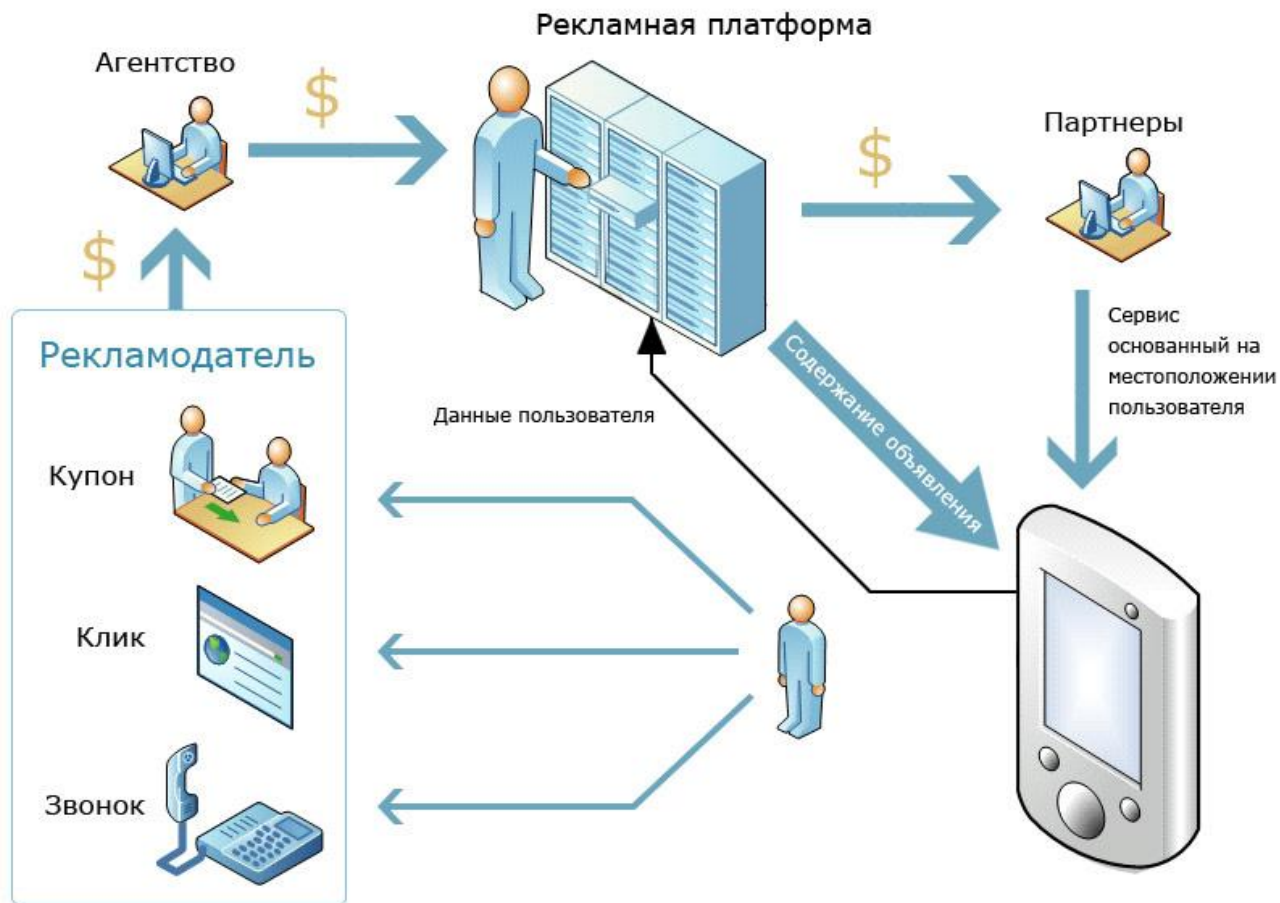 Рекламная платформа
Агентство
$
$
Партнеры
$
Рекламодатель
Сервис
основанный на
местоположении
пользователя
Содержание объявления
Данные пользователя
Купон
Клик
Звонок